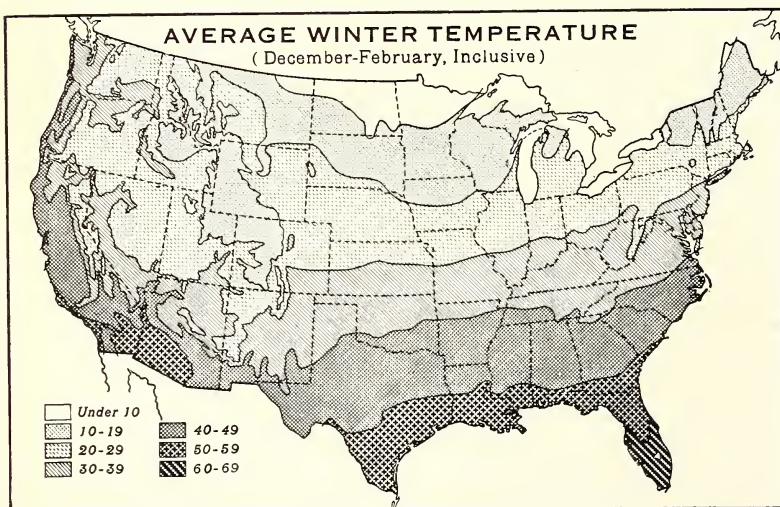 AVERAGE WINTER TEMPERATURE
(December-February, Inclusive)
Under 10
10-19
20-29
30-39
40-49
50-59
60-69